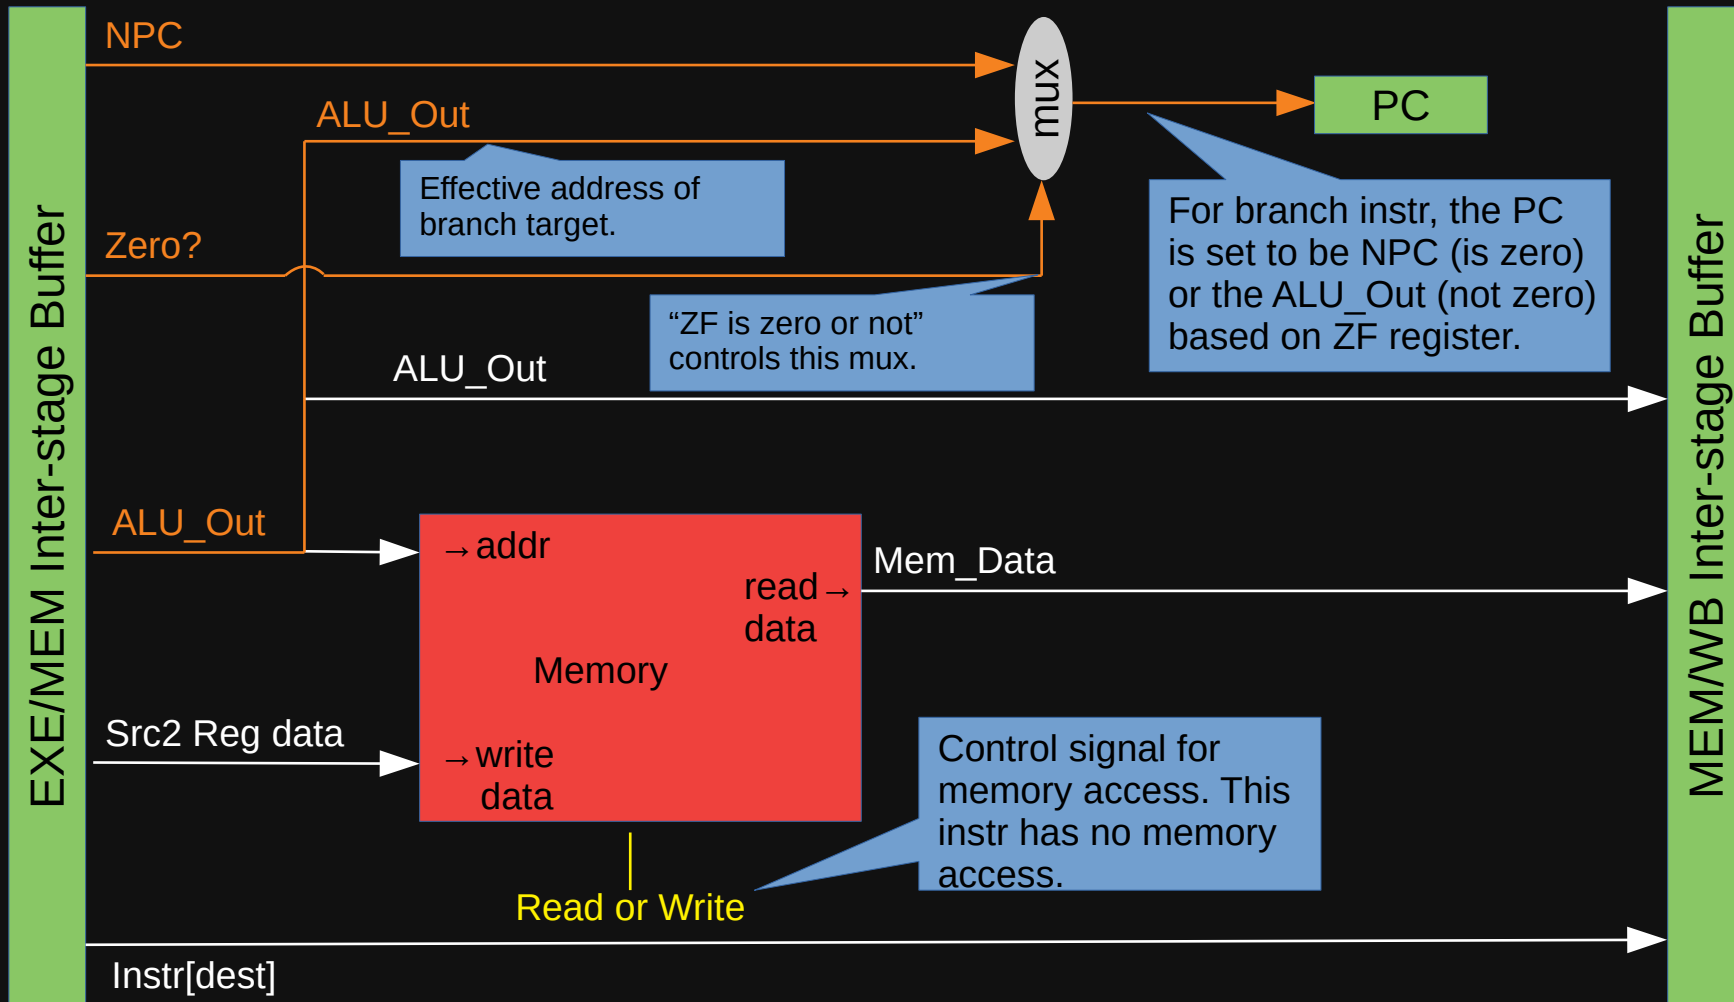 NPC
mux
PC
ALU_Out
Effective address of
branch target.
For branch instr, the PC
is set to be NPC (is zero)
or the ALU_Out (not zero)
based on ZF register.
Zero?
“ZF is zero or not”
controls this mux.
ALU_Out
EXE/MEM Inter-stage Buffer
MEM/WB Inter-stage Buffer
ALU_Out
→addr
Mem_Data
read→
data
Memory
Src2 Reg data
→write
data
Control signal for
memory access. This
instr has no memory
access.
Read or Write
Instr[dest]